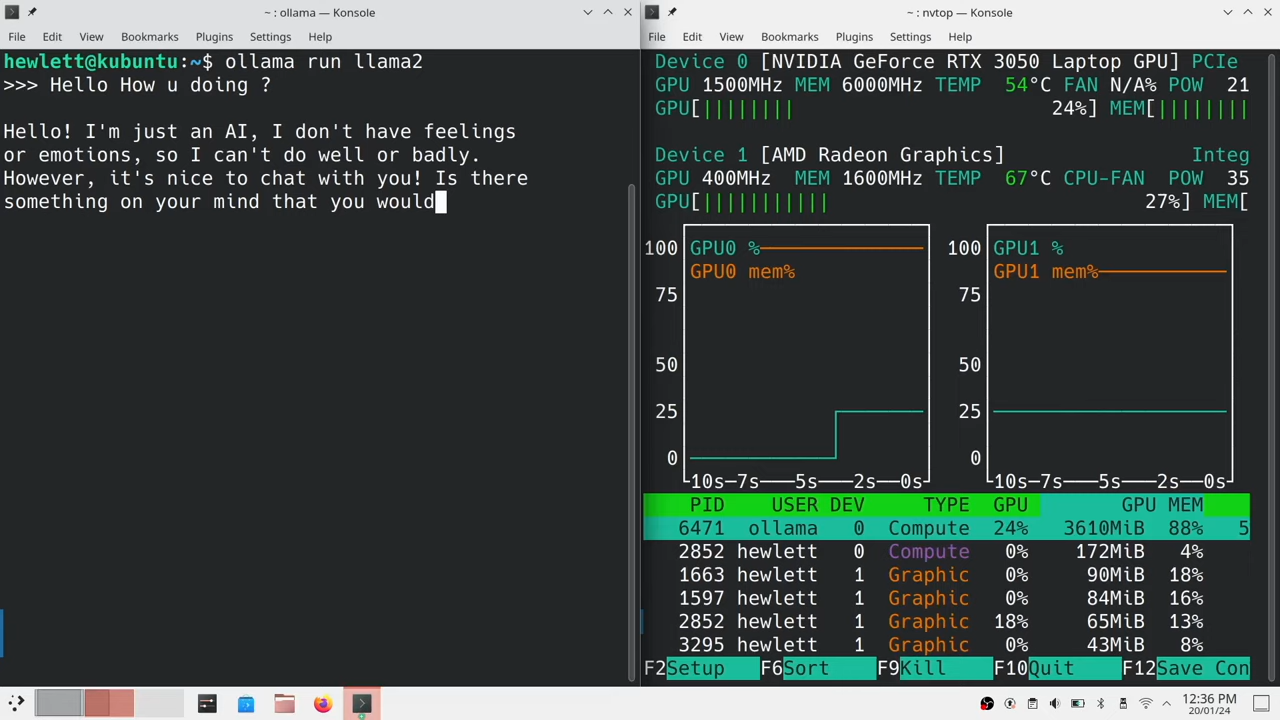 ~ : ollama — Konsole
File Edit View Bookmarks Plugins Settings Help
hewlett@kubuntu:~$ ollama run llama2
>>> Hello How u doing ?
Hello! I'm just an AI, I don't have feelings
or emotions, so I can't do well or badly.
However, it's nice to chat with you! Is there
something on your mind that you would
~ : nvtop — Konsole
File Edit View Bookmarks Plugins Settings Help
Device 0 [NVIDIA GeForce RTX 3050 Laptop GPU] PCIe
GPU 1500MHz MEM 6000MHz TEMP 54°C FAN N/A% POW 21
GPU[|||||||| 24%] MEM[||||||||
Device 1 [AMD Radeon Graphics] Integ
GPU 400MHz MEM 1600MHz TEMP 67°C CPU-FAN POW 35
GPU[||||||||||| 27%] MEM[
100 GPU0 %
GPU0 mem%
75
50
25
0
10s 7s 5s 2s 0s
100 GPU1 %
GPU1 mem%
75
50
25
0
10s 7s 5s 2s 0s
PID USER DEV TYPE GPU GPU MEM
6471 ollama 0 Compute 24% 3610MiB 88% 5
2852 hewlett 0 Compute 0% 172MiB 4%
1663 hewlett 1 Graphic 0% 90MiB 18%
1597 hewlett 1 Graphic 0% 84MiB 16%
2852 hewlett 1 Graphic 18% 65MiB 13%
3295 hewlett 1 Graphic 0% 43MiB 8%
F2Setup F6Sort F9Kill F10Quit F12Save Con
12:36 PM
20/01/24